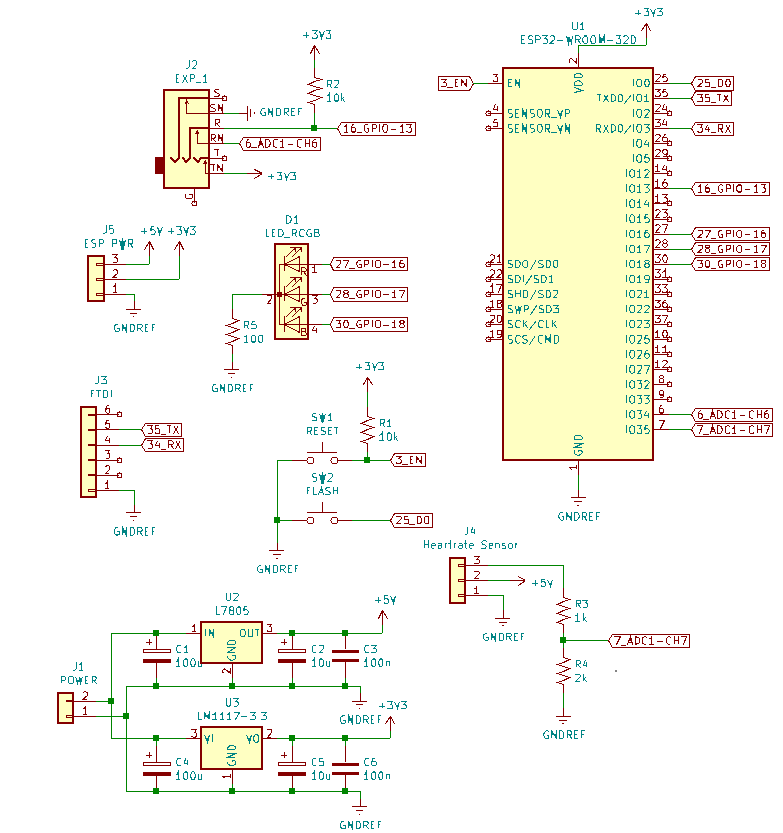 +3V3
U1
ESP32-WROOM-32D
VDD
2
3_EN
3
EN
4
SENSOR_VP
5
SENSOR_VN
21
SDO/SD0
22
SDI/SD1
17
SHD/SD2
18
SWP/SD3
20
SCK/CLK
19
SCS/CMD
IO0
25
25_D0
TXD0/IO1
35
35_TX
IO2
24
RXD0/IO3
34
34_RX
IO4
26
IO5
29
IO12
14
IO13
16
16_GPIO-13
IO14
13
IO15
23
IO16
27
27_GPIO-16
IO17
28
28_GPIO-17
IO18
30
30_GPIO-18
IO19
31
IO21
33
IO22
36
IO23
37
IO25
10
IO26
11
IO27
12
IO32
8
IO33
9
IO34
6
6_ADC1-CH6
IO35
7
7_ADC1-CH7
GND
1
GNDREF
J2
EXP_1
S
SN
R
RN
T
TN
G
GNDREF
+3V3
R2
10k
16_GPIO-13
6_ADC1-CH6
+3V3
J5
ESP PWR
+5V
+3V3
3
2
1
GNDREF
D1
LED_RCGB
R
1
27_GPIO-16
2
G
3
28_GPIO-17
B
4
30_GPIO-18
R5
100
GNDREF
J3
FTDI
6
5
35_TX
4
34_RX
3
2
1
GNDREF
+3V3
R1
10k
SW1
RESET
3_EN
SW2
FLASH
25_D0
GNDREF
J4
Heartrate Sensor
3
2
+5V
1
GNDREF
R3
1k
7_ADC1-CH7
R4
2k
GNDREF
J1
POWER
2
1
U2
L7805
1
IN
OUT
3
GND
2
+5V
+
C1
100u
+
C2
10u
C3
100n
GNDREF
U3
LM1117-3.3
3
VI
VO
2
GND
1
+3V3
+
C4
100u
+
C5
10u
C6
100n
GNDREF